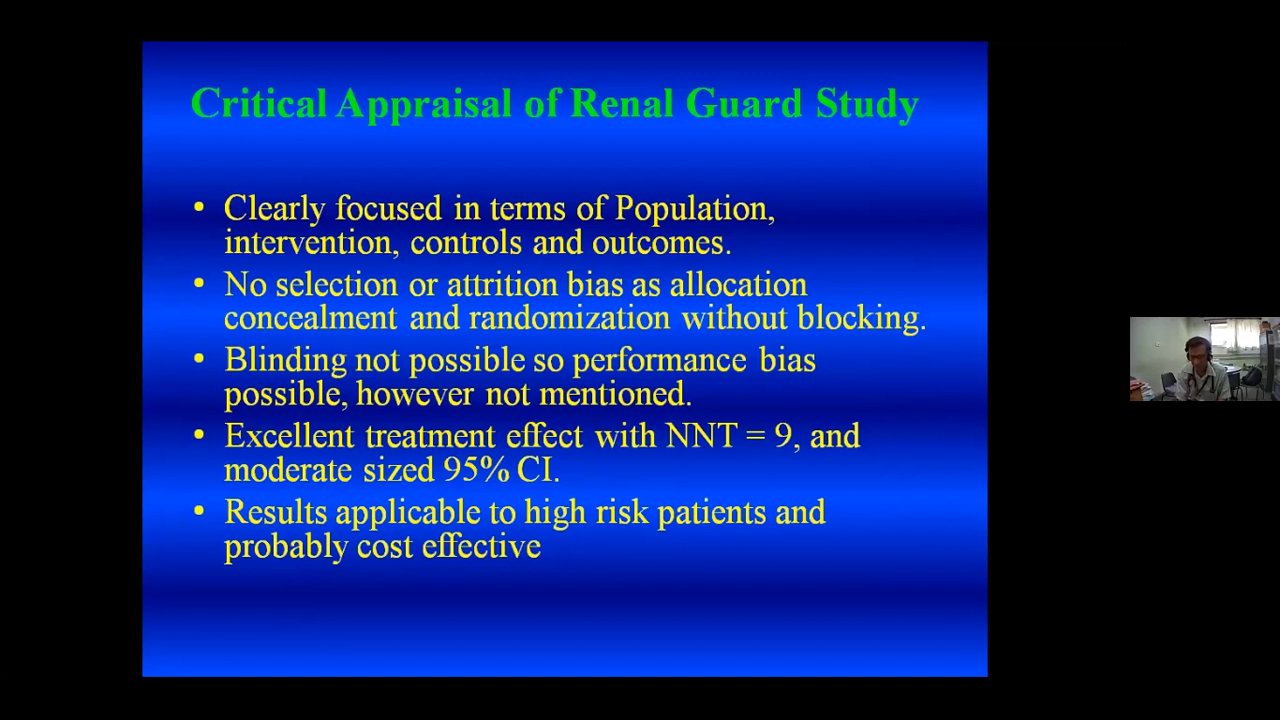 Critical Appraisal of Renal Guard Study
• Clearly focused in terms of Population,
intervention, controls and outcomes.
• No selection or attrition bias as allocation
concealment and randomization without blocking.
• Blinding not possible so performance bias
possible, however not mentioned.
• Excellent treatment effect with NNT = 9, and
moderate sized 95% CI.
• Results applicable to high risk patients and
probably cost effective